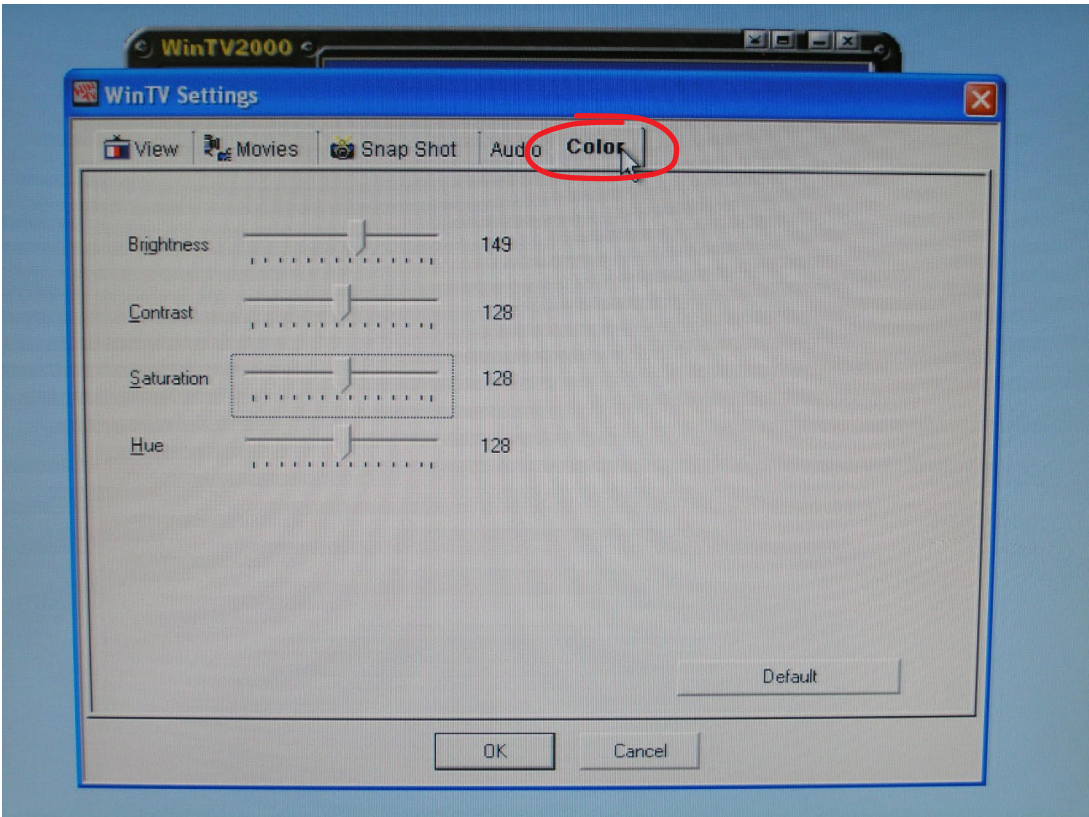 WinTV2000
WinTV Settings
View Movies Snap Shot Audio Color
Brightness 149
Contrast 128
Saturation 128
Hue 128
Default
OK Cancel